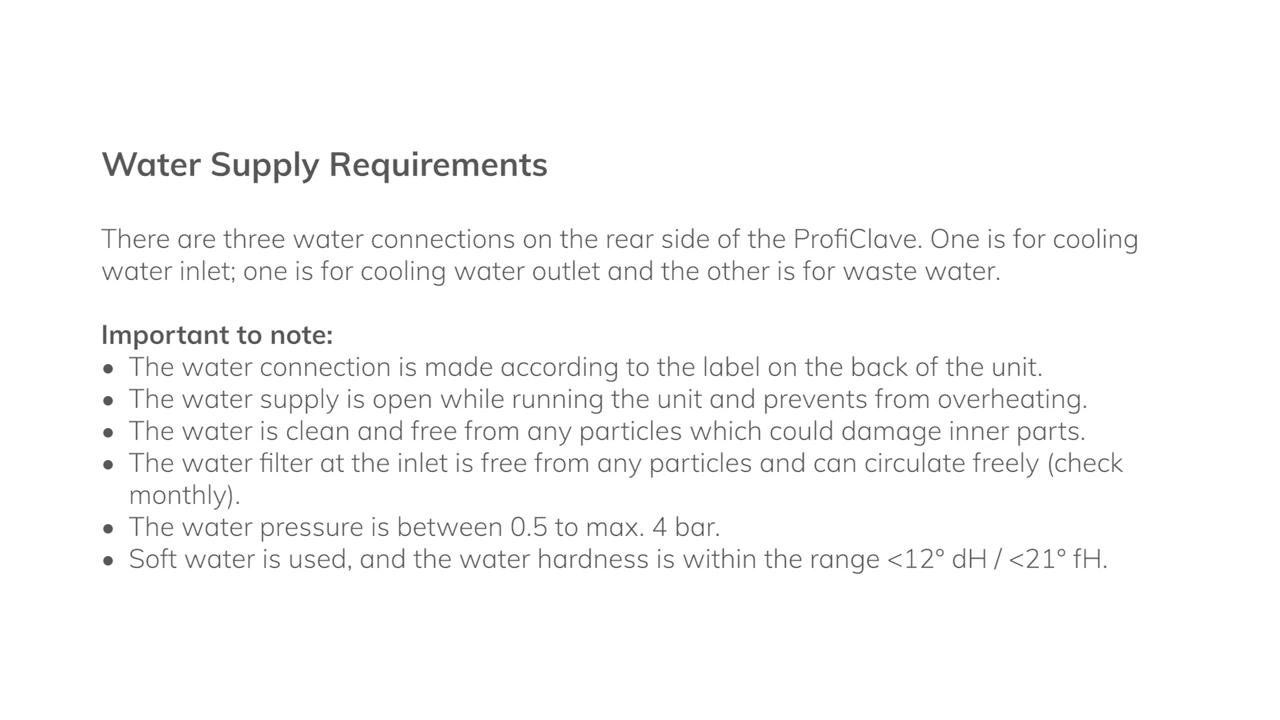 Water Supply Requirements
There are three water connections on the rear side of the ProfiClave. One is for cooling
water inlet; one is for cooling water outlet and the other is for waste water.
Important to note:
• The water connection is made according to the label on the back of the unit.
• The water supply is open while running the unit and prevents from overheating.
• The water is clean and free from any particles which could damage inner parts.
• The water filter at the inlet is free from any particles and can circulate freely (check
monthly).
• The water pressure is between 0.5 to max. 4 bar.
• Soft water is used, and the water hardness is within the range <12° dH / <21° fH.